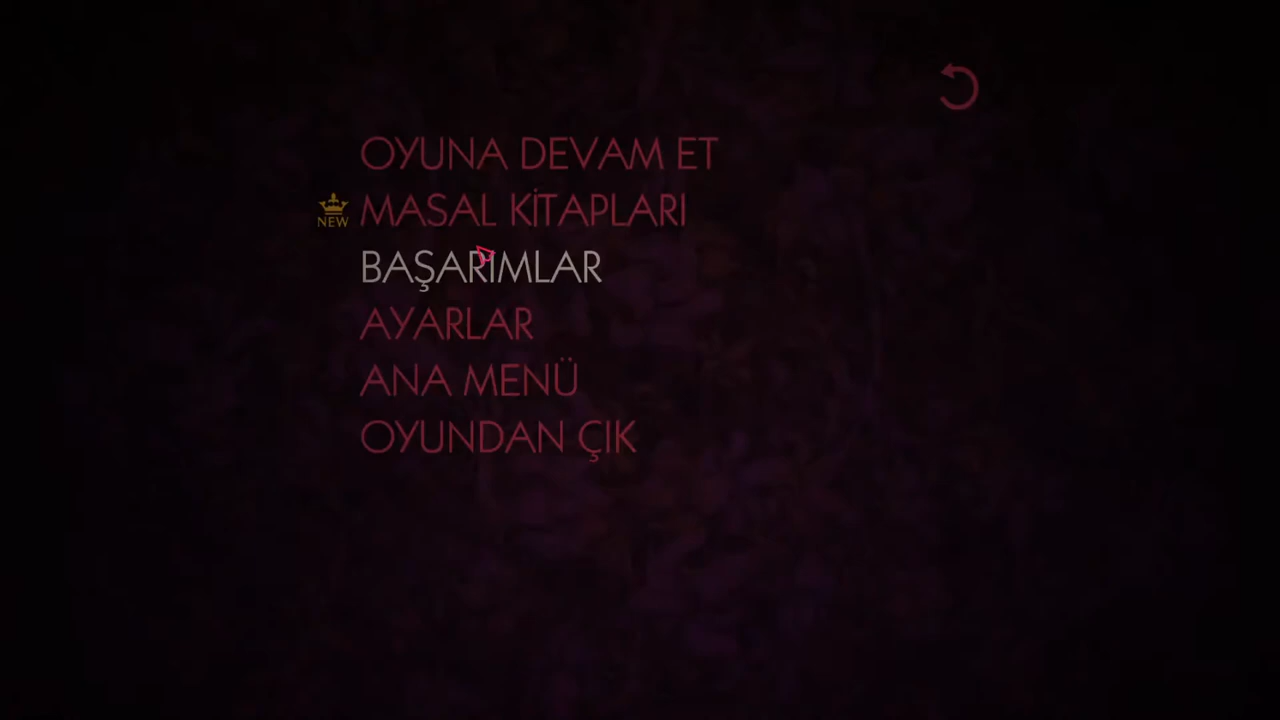 OYUNA DEVAM ET
NEW MASAL KİTAPLARI
BAŞARIMLAR
AYARLAR
ANA MENÜ
OYUNDAN ÇIK